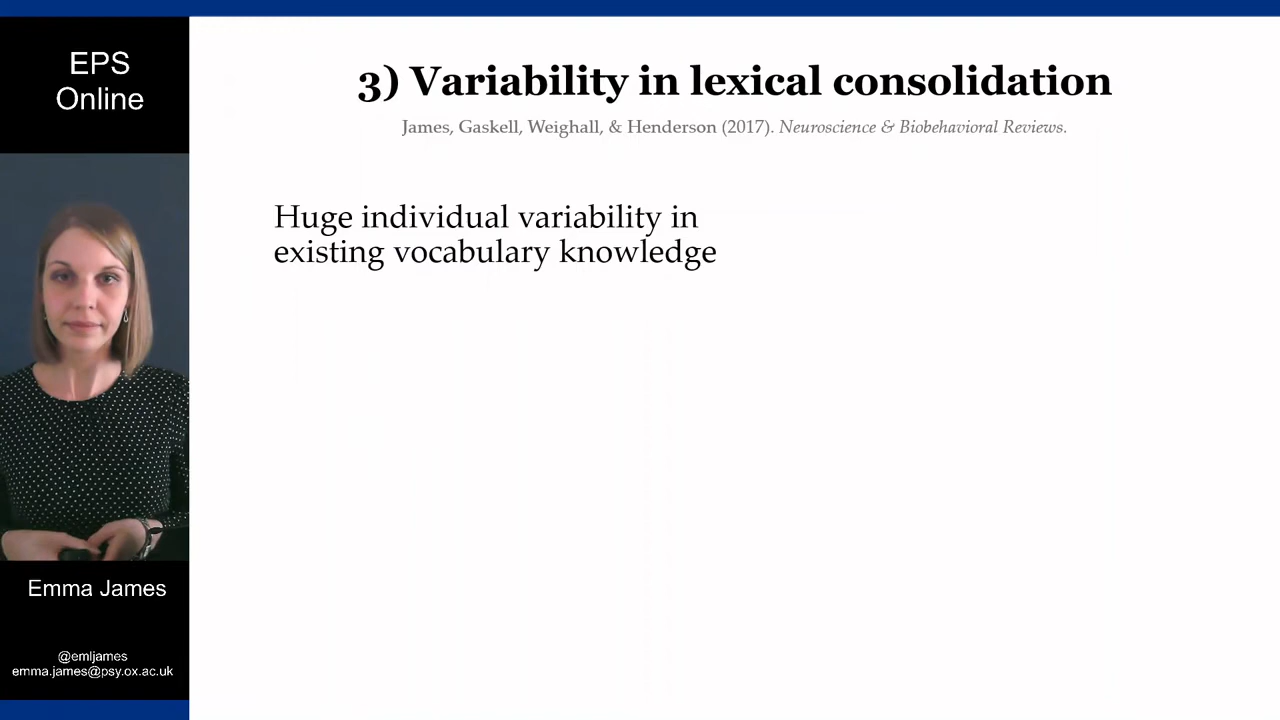 EPS
Online
3) Variability in lexical consolidation
James, Gaskell, Weighall, & Henderson (2017). Neuroscience & Biobehavioral Reviews.
Huge individual variability in
existing vocabulary knowledge
Emma James
@emljames
emma.james@psy.ox.ac.uk